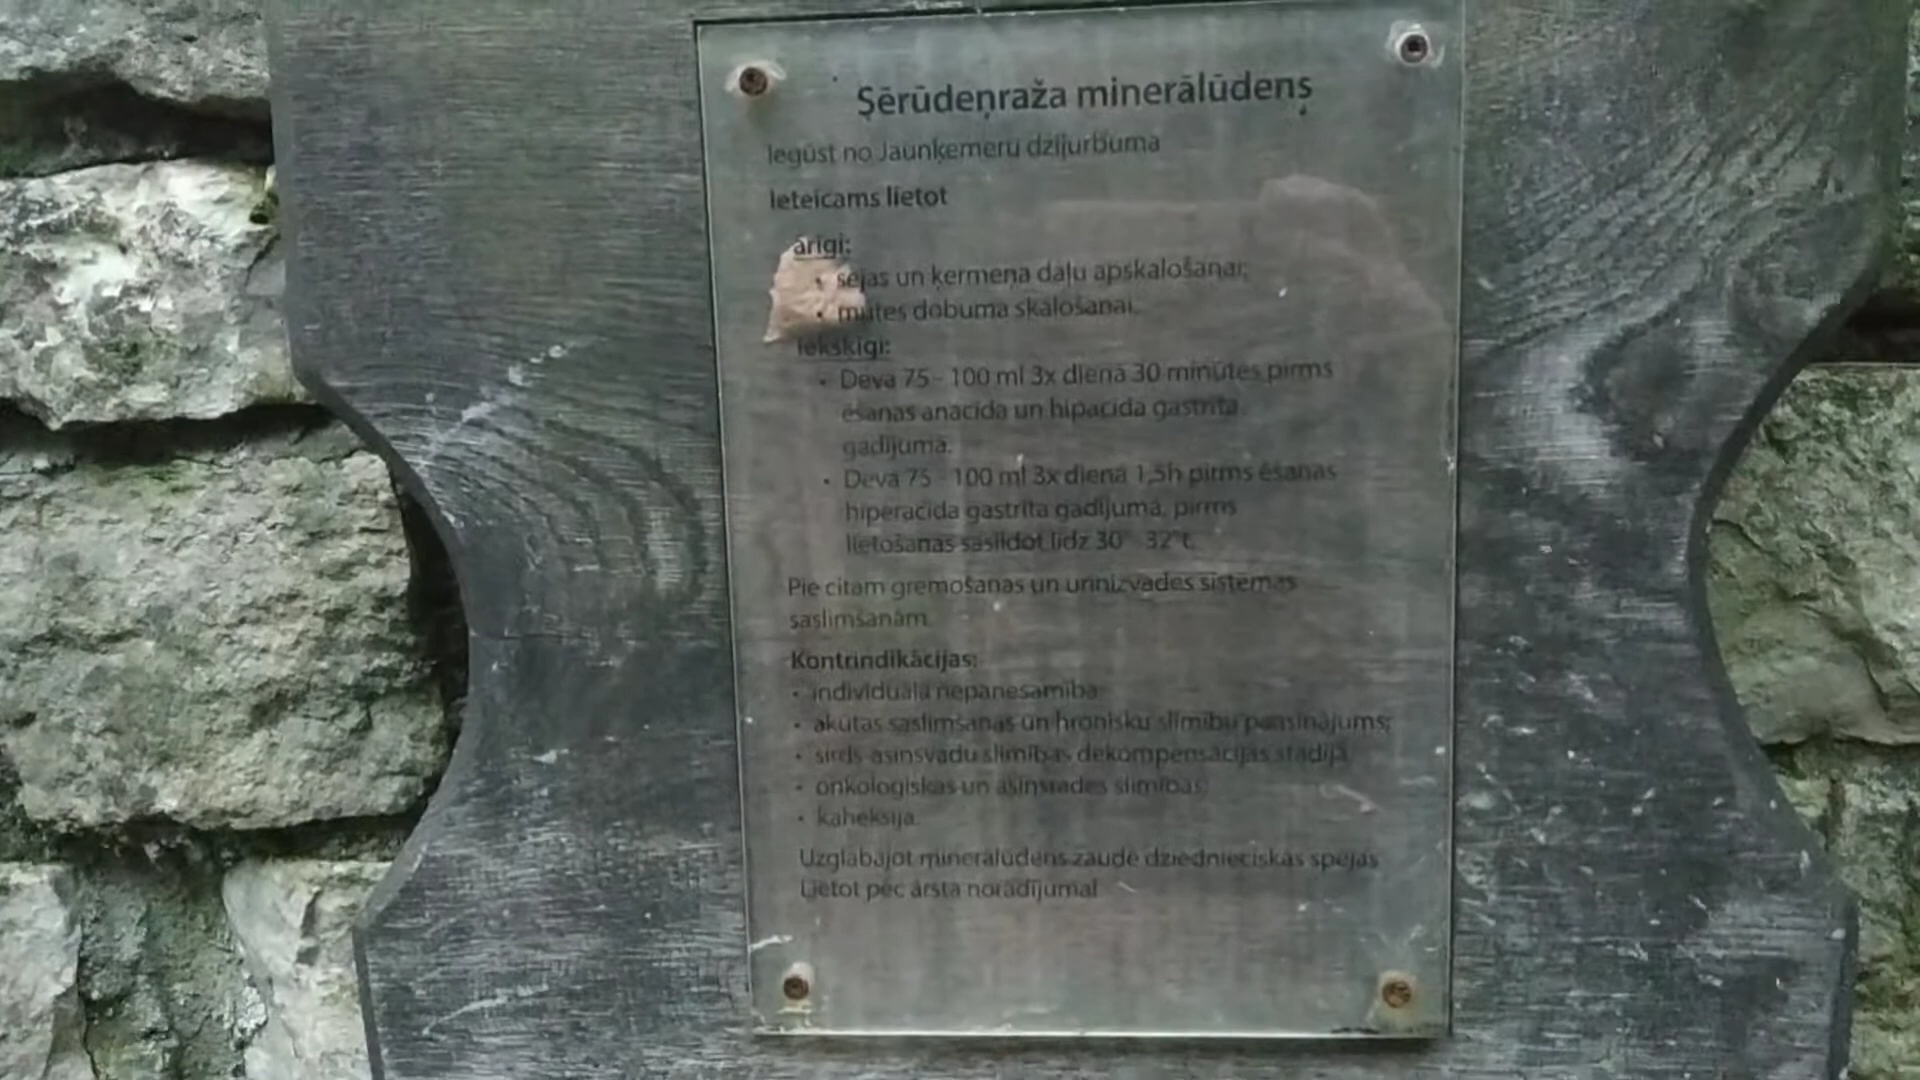 Sērūdeņraža minerālūdens
Iegūst no Jaunķemeru dziļurbuma
Ieteicams lietot
ārīgi:
• sejas un ķermeņa daļu apskalošanai;
• mutes dobuma skalošanai.
Iekšķīgi:
• Deva 75 - 100 ml 3x dienā 30 minūtes pirms
ēšanas anacīda un hipacīda gastrīta
gadījumā.
• Deva 75 - 100 ml 3x dienā 1,5h pirms ēšanas
hiperacīda gastrīta gadījumā, pirms
lietošanas sasildot līdz 30° - 32°t.
Pie citām gremošanas un urīnizvades sistēmas
saslimšanām.
Kontrindikācijas:
• individuāla nepanesamība;
• akūtas saslimšanas un hronisku slimību paasinājums;
• sirds asinsvadu slimības dekompensācijas stadijā
• onkoloģiskas un asinsrades slimības;
• kaheksija.
Uzglabājot minerālūdens zaudē dziednieciskās spējas
Lietot pēc ārsta norādījuma!